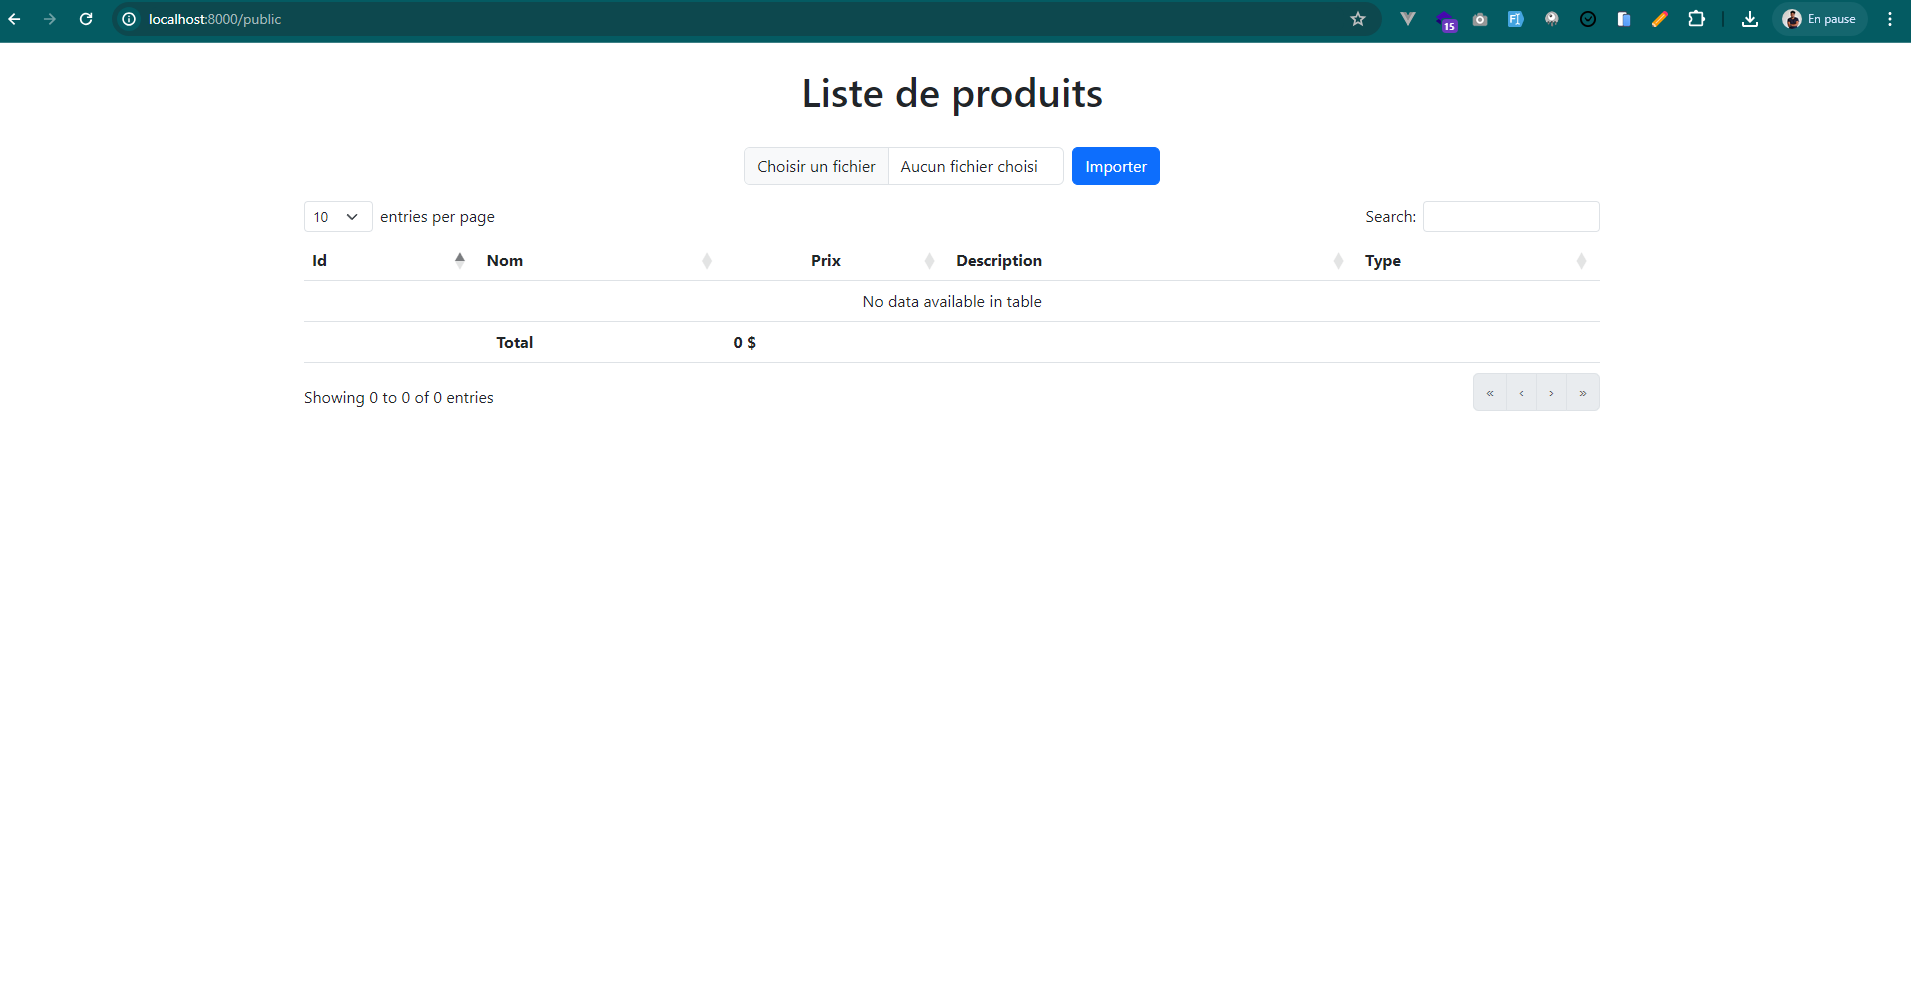 localhost:8000/public
15
En pause
Liste de produits
Choisir un fichier Aucun fichier choisi Importer
10 entries per page Search:
Id Nom Prix Description Type
No data available in table
Total 0 $
Showing 0 to 0 of 0 entries « ‹ › »